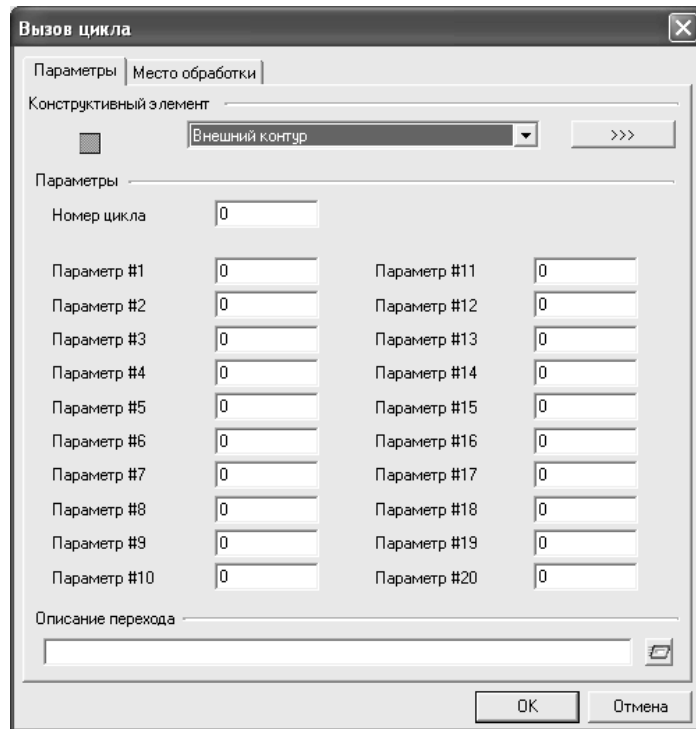 Вызов цикла
Параметры Место обработки
Конструктивный элемент
Внешний контур >>>
Параметры
Номер цикла 0
Параметр #1 0 Параметр #11 0
Параметр #2 0 Параметр #12 0
Параметр #3 0 Параметр #13 0
Параметр #4 0 Параметр #14 0
Параметр #5 0 Параметр #15 0
Параметр #6 0 Параметр #16 0
Параметр #7 0 Параметр #17 0
Параметр #8 0 Параметр #18 0
Параметр #9 0 Параметр #19 0
Параметр #10 0 Параметр #20 0
Описание перехода
OK Отмена